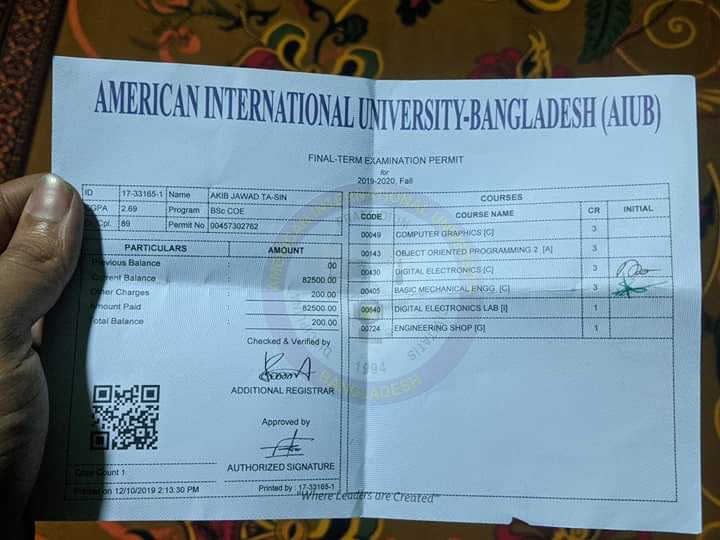 AMERICAN INTERNATIONAL UNIVERSITY-BANGLADESH (AIUB)
FINAL-TERM EXAMINATION PERMIT
for
2019-2020, Fall
ID 17-33165-1 Name AKIB JAWAD TA-SIN
CGPA 2.69 Program BSc COE
Cr.Cpl. 89 Permit No 00457302762
PARTICULARS AMOUNT
Previous Balance : 00
Current Balance : 82500.00
Other Charges : 200.00
Amount Paid : 82500.00
Total Balance : 200.00
Checked & Verified by
ADDITIONAL REGISTRAR
Approved by
AUTHORIZED SIGNATURE
Copy Count 1
Printed on 12/10/2019 2:13:30 PM Printed by : 17-33165-1
COURSES
CODE COURSE NAME CR INITIAL
00049 COMPUTER GRAPHICS [C] 3
00143 OBJECT ORIENTED PROGRAMMING 2 [A] 3
00430 DIGITAL ELECTRONICS [C] 3
00405 BASIC MECHANICAL ENGG. [C] 3
00640 DIGITAL ELECTRONICS LAB [I] 1
00724 ENGINEERING SHOP [G] 1
1994
BANGLADESH
"Where Leaders are Created"